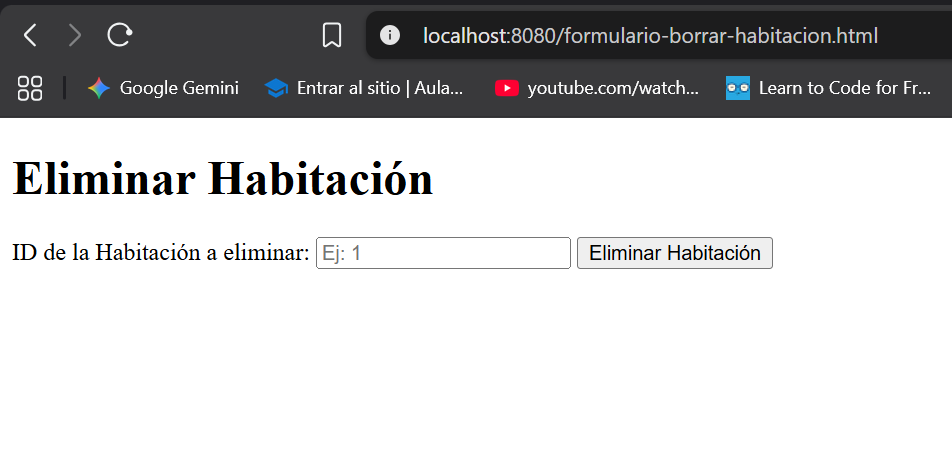 localhost:8080/formulario-borrar-habitacion.html
Google Gemini Entrar al sitio | Aula... youtube.com/watch... Learn to Code for Fr...
Eliminar Habitación
ID de la Habitación a eliminar: Ej: 1 Eliminar Habitación